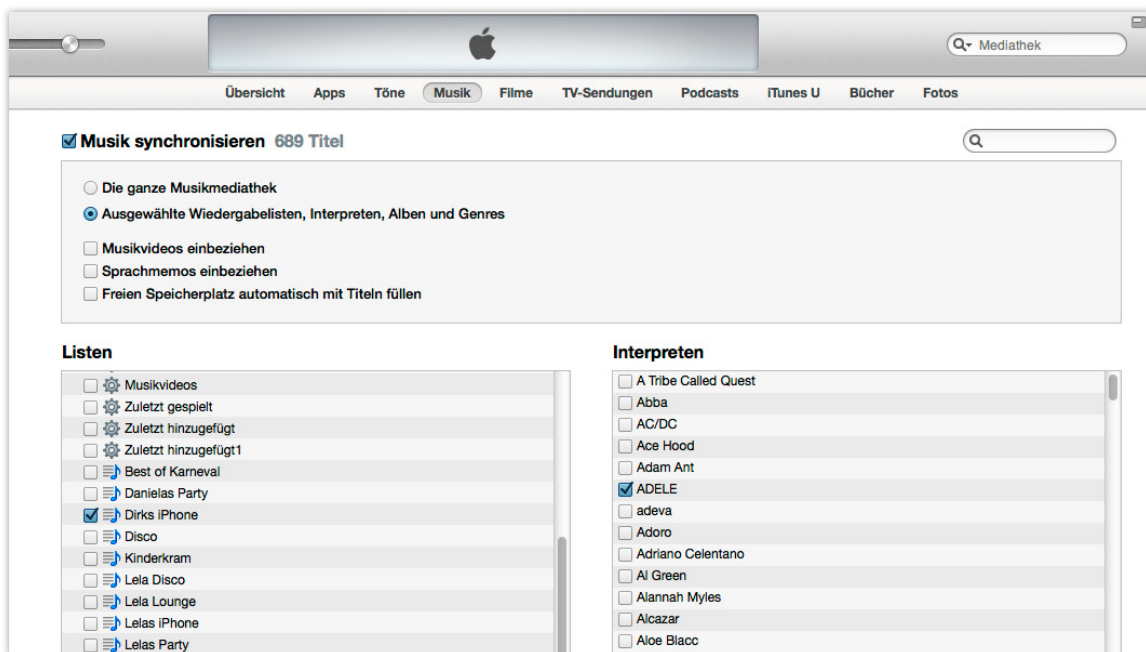 Mediathek
Übersicht Apps Töne Musik Filme TV-Sendungen Podcasts iTunes U Bücher Fotos
Musik synchronisieren 689 Titel
Die ganze Musikmediathek
Ausgewählte Wiedergabelisten, Interpreten, Alben und Genres
Musikvideos einbeziehen
Sprachmemos einbeziehen
Freien Speicherplatz automatisch mit Titeln füllen
Listen
Musikvideos
Zuletzt gespielt
Zuletzt hinzugefügt
Zuletzt hinzugefügt1
Best of Karneval
Danielas Party
Dirks iPhone
Disco
Kinderkram
Lela Disco
Lela Lounge
Lelas iPhone
Lelas Party
Interpreten
A Tribe Called Quest
Abba
AC/DC
Ace Hood
Adam Ant
ADELE
adeva
Adoro
Adriano Celentano
Al Green
Alannah Myles
Alcazar
Aloe Blacc